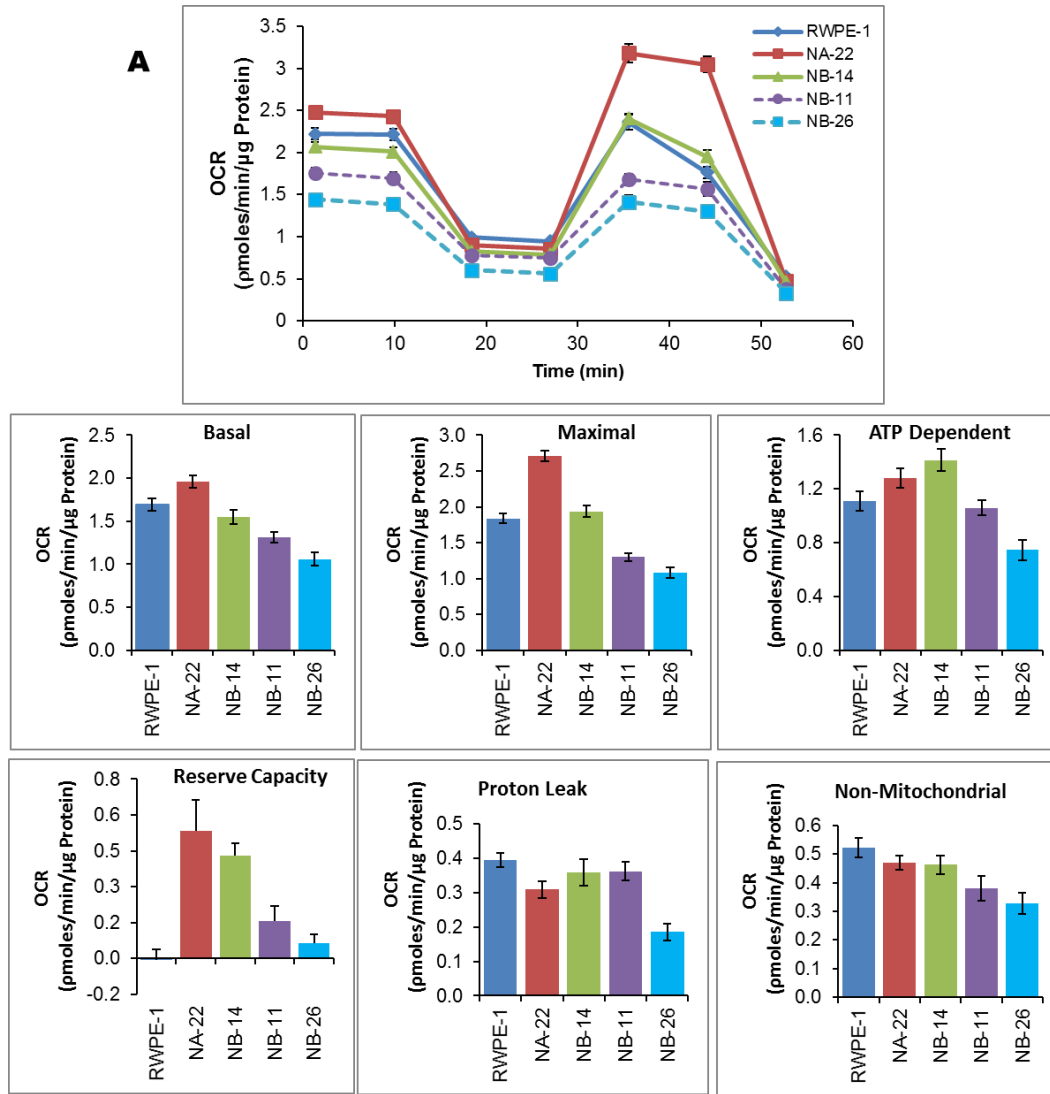 A
OCR
(ρmoles/min/µg Protein)
3.5
3
2.5
2
1.5
1
0.5
0
0 10 20 30 40 50 60
Time (min)
RWPE-1
NA-22
NB-14
NB-11
NB-26
Basal
OCR
(ρmoles/min/µg Protein)
2.5
2.0
1.5
1.0
0.5
0.0
RWPE-1
NA-22
NB-14
NB-11
NB-26
Maximal
OCR
(ρmoles/min/µg Protein)
3.0
2.5
2.0
1.5
1.0
0.5
0.0
RWPE-1
NA-22
NB-14
NB-11
NB-26
ATP Dependent
OCR
(ρmoles/min/µg Protein)
1.6
1.2
0.8
0.4
0.0
RWPE-1
NA-22
NB-14
NB-11
NB-26
Reserve Capacity
OCR
(ρmoles/min/µg Protein)
0.8
0.6
0.5
0.3
0.2
0.0
-0.2
RWPE-1
NA-22
NB-14
NB-11
NB-26
Proton Leak
OCR
(ρmoles/min/µg Protein)
0.5
0.4
0.3
0.2
0.1
0.0
RWPE-1
NA-22
NB-14
NB-11
NB-26
Non-Mitochondrial
OCR
(ρmoles/min/µg Protein)
0.6
0.5
0.4
0.3
0.2
0.1
0.0
RWPE-1
NA-22
NB-14
NB-11
NB-26